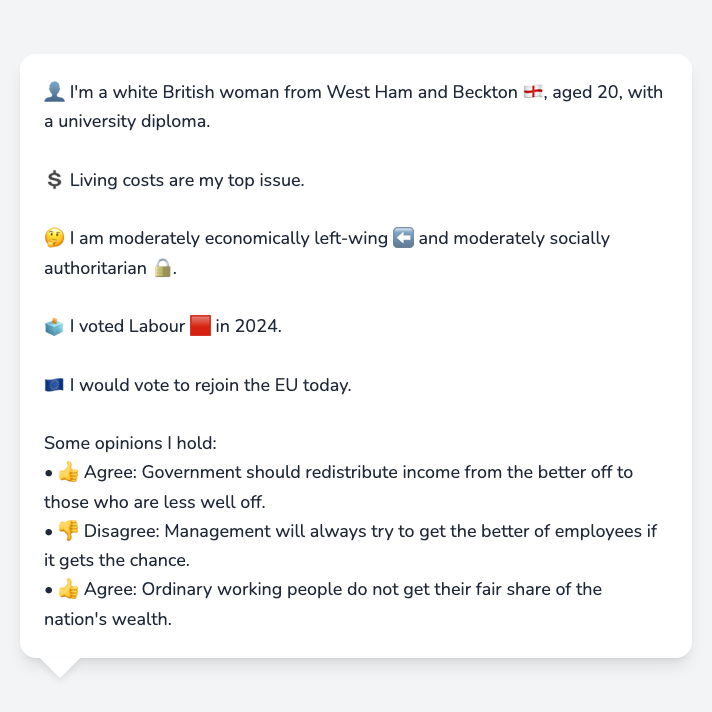 👤 I'm a white British woman from West Ham and Beckton 🏴󠁧󠁢󠁥󠁮󠁧󠁿, aged 20, with
a university diploma.
💲 Living costs are my top issue.
🤔 I am moderately economically left-wing ⬅️ and moderately socially
authoritarian 🔒.
🗳️ I voted Labour 🟥 in 2024.
🇪🇺 I would vote to rejoin the EU today.
Some opinions I hold:
• 👍 Agree: Government should redistribute income from the better off to
those who are less well off.
• 👎 Disagree: Management will always try to get the better of employees if
it gets the chance.
• 👍 Agree: Ordinary working people do not get their fair share of the
nation's wealth.